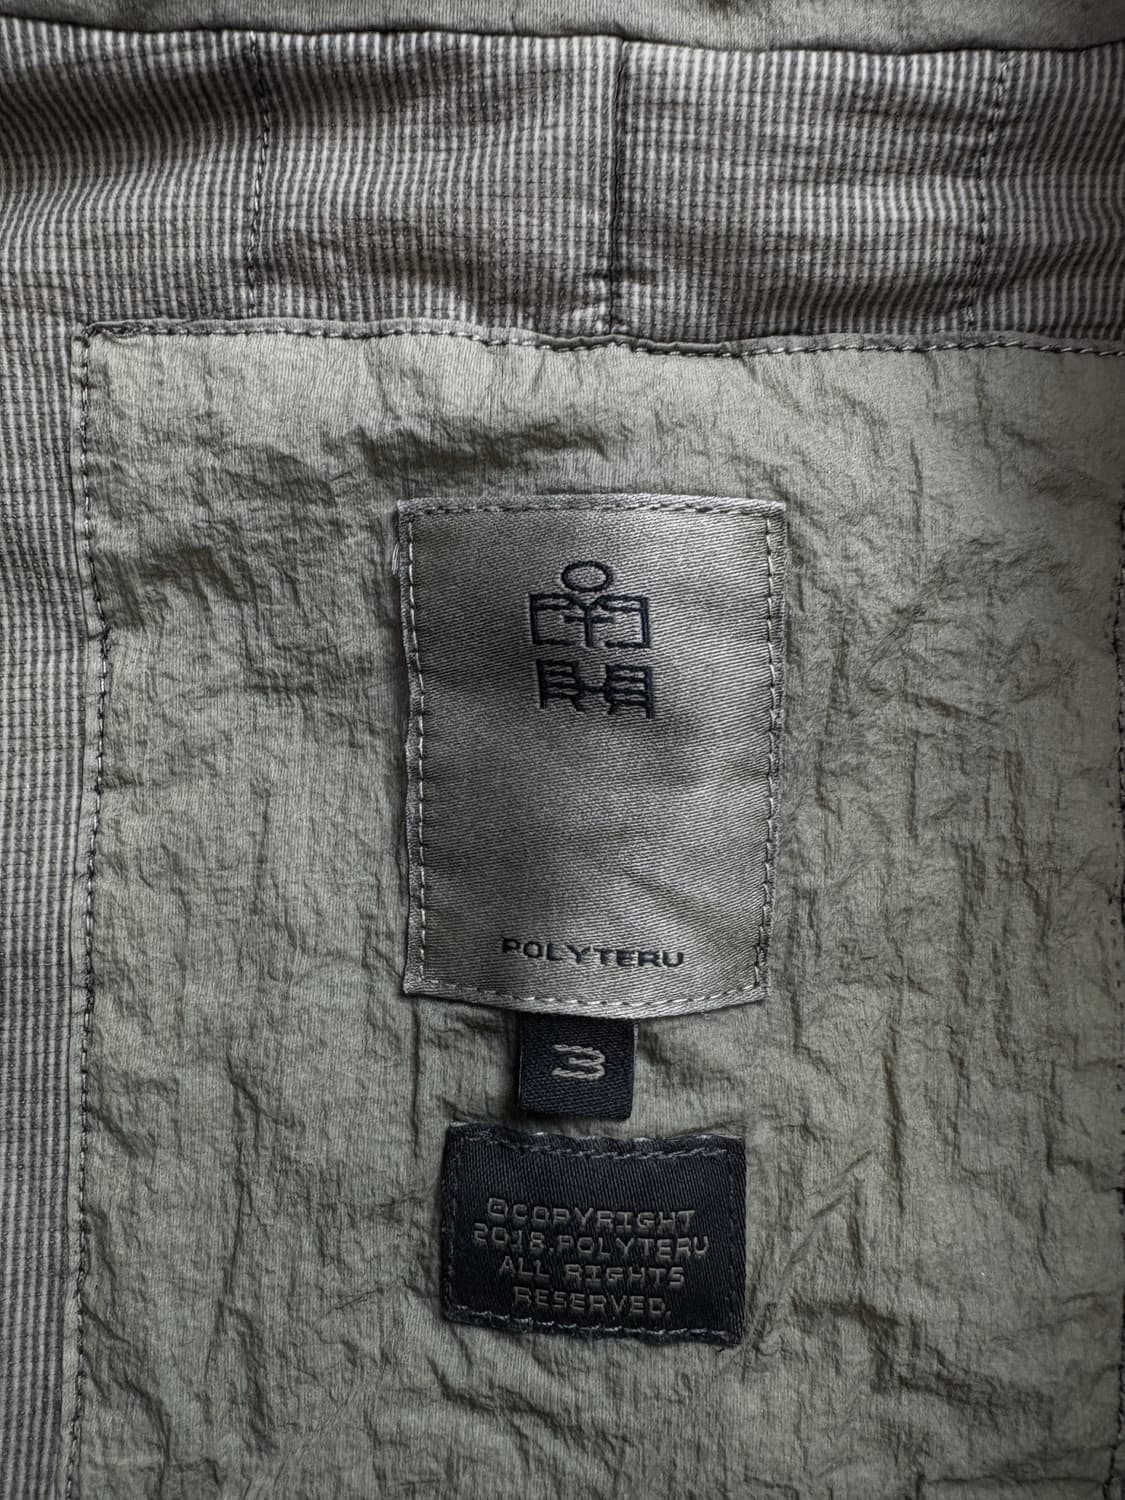 POLYTERU
3
©COPYRIGHT
2018.POLYTERU
ALL RIGHTS
RESERVED.